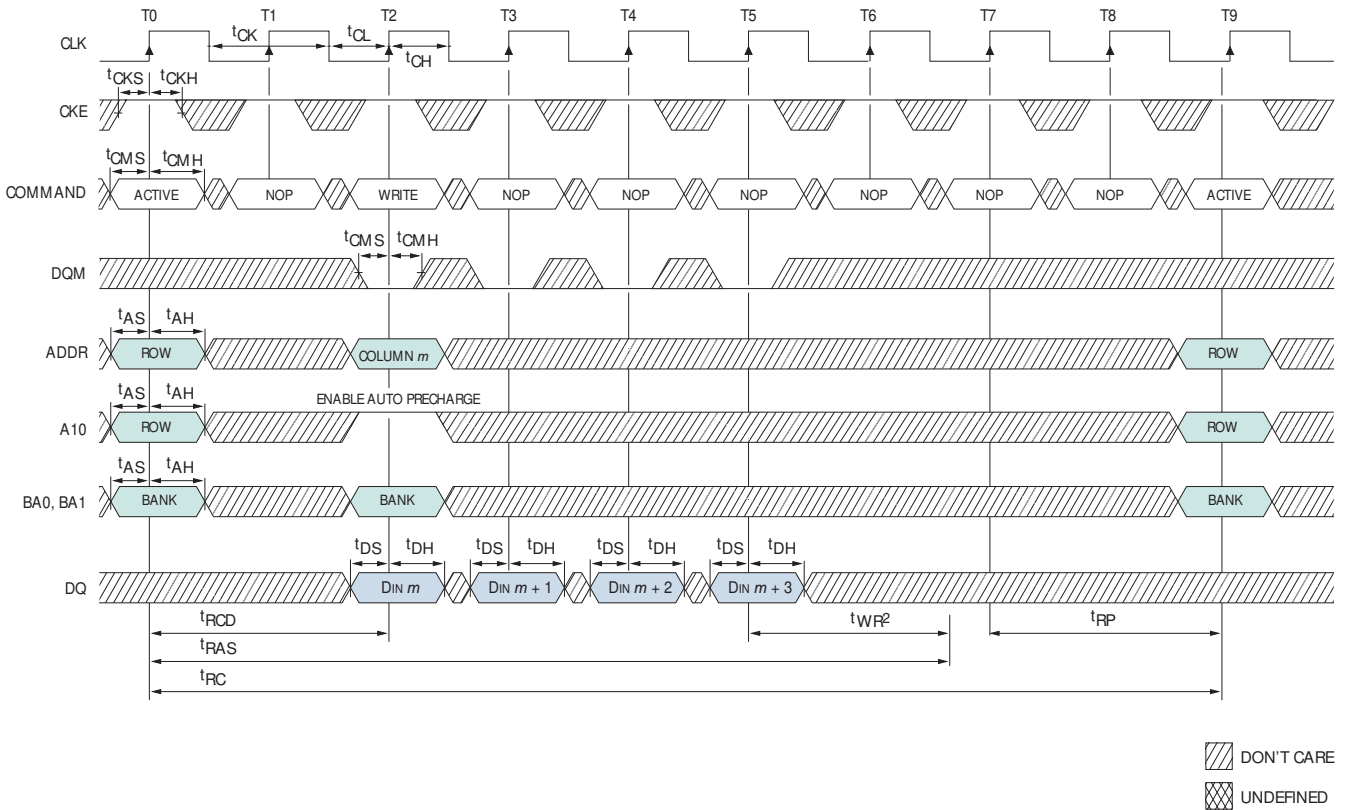 T0 T1 T2 T3 T4 T5 T6 T7 T8 T9
CLK
tCK tCL tCH
tCKS tCKH
CKE
tCMS tCMH
COMMAND ACTIVE NOP WRITE NOP NOP NOP NOP NOP NOP ACTIVE
tCMS tCMH
DQM
tAS tAH
ADDR ROW COLUMN m ROW
ENABLE AUTO PRECHARGE
tAS tAH
A10 ROW ROW
tAS tAH
BA0, BA1 BANK BANK BANK
tDS tDH tDS tDH tDS tDH tDS tDH
DQ DIN m DIN m + 1 DIN m + 2 DIN m + 3
tRCD tWR2 tRP
tRAS
tRC
DON'T CARE
UNDEFINED